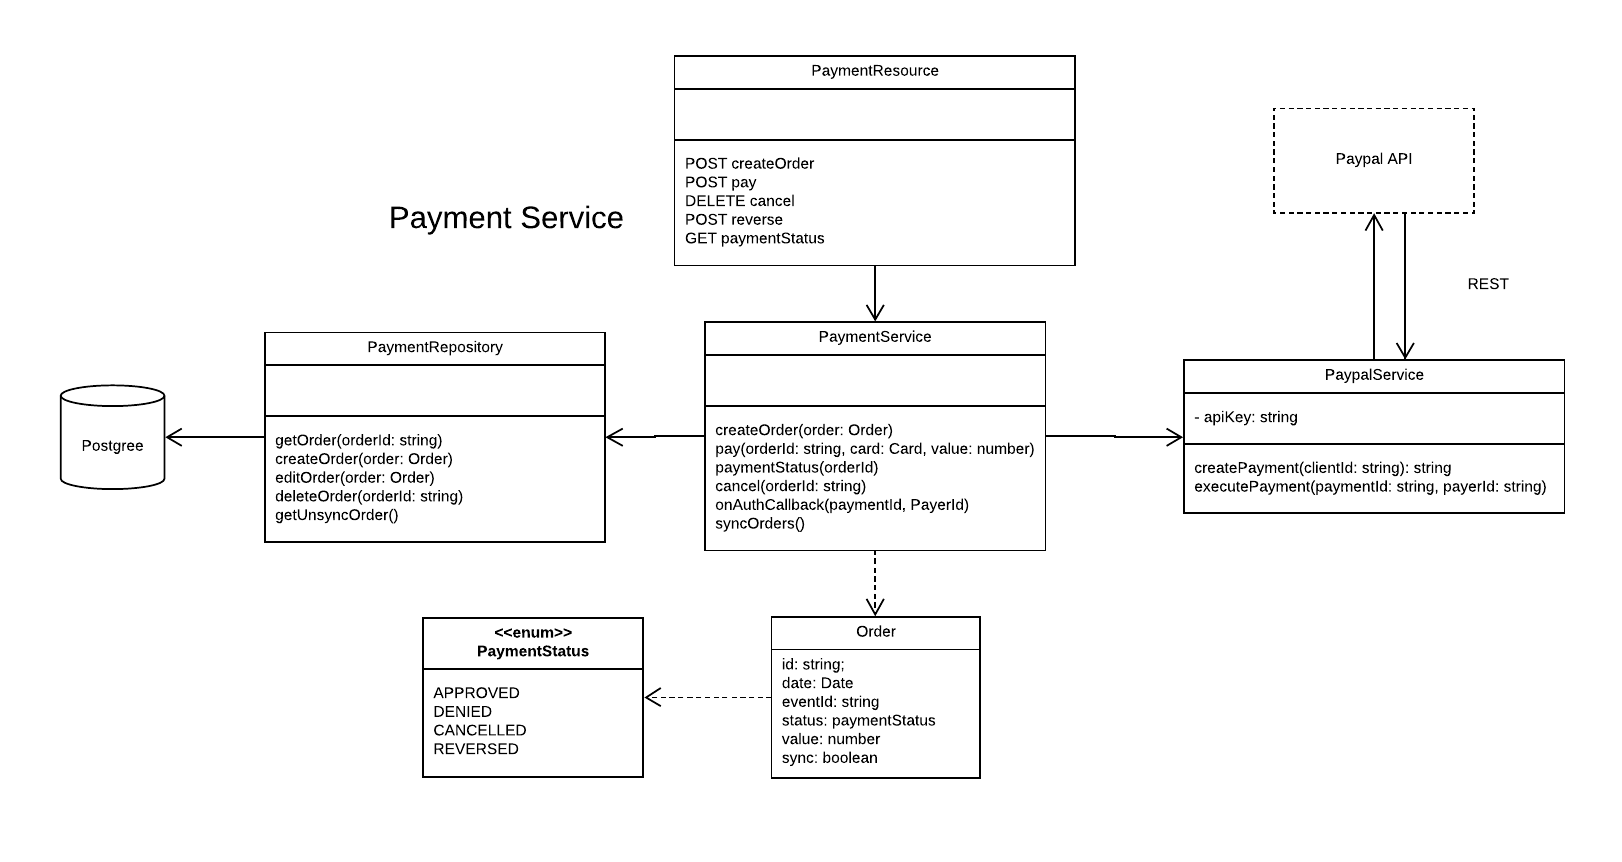 PaymentResource
POST createOrder
POST pay
DELETE cancel
POST reverse
GET paymentStatus
Paypal API
Payment Service
REST
PaymentRepository
getOrder(orderId: string)
createOrder(order: Order)
editOrder(order: Order)
deleteOrder(orderId: string)
getUnsyncOrder()
PaymentService
createOrder(order: Order)
pay(orderId: string, card: Card, value: number)
paymentStatus(orderId)
cancel(orderId: string)
onAuthCallback(paymentId, PayerId)
syncOrders()
PaypalService
- apiKey: string
createPayment(clientId: string): string
executePayment(paymentId: string, payerId: string)
Postgree
<<enum>>
PaymentStatus
APPROVED
DENIED
CANCELLED
REVERSED
Order
id: string;
date: Date
eventId: string
status: paymentStatus
value: number
sync: boolean